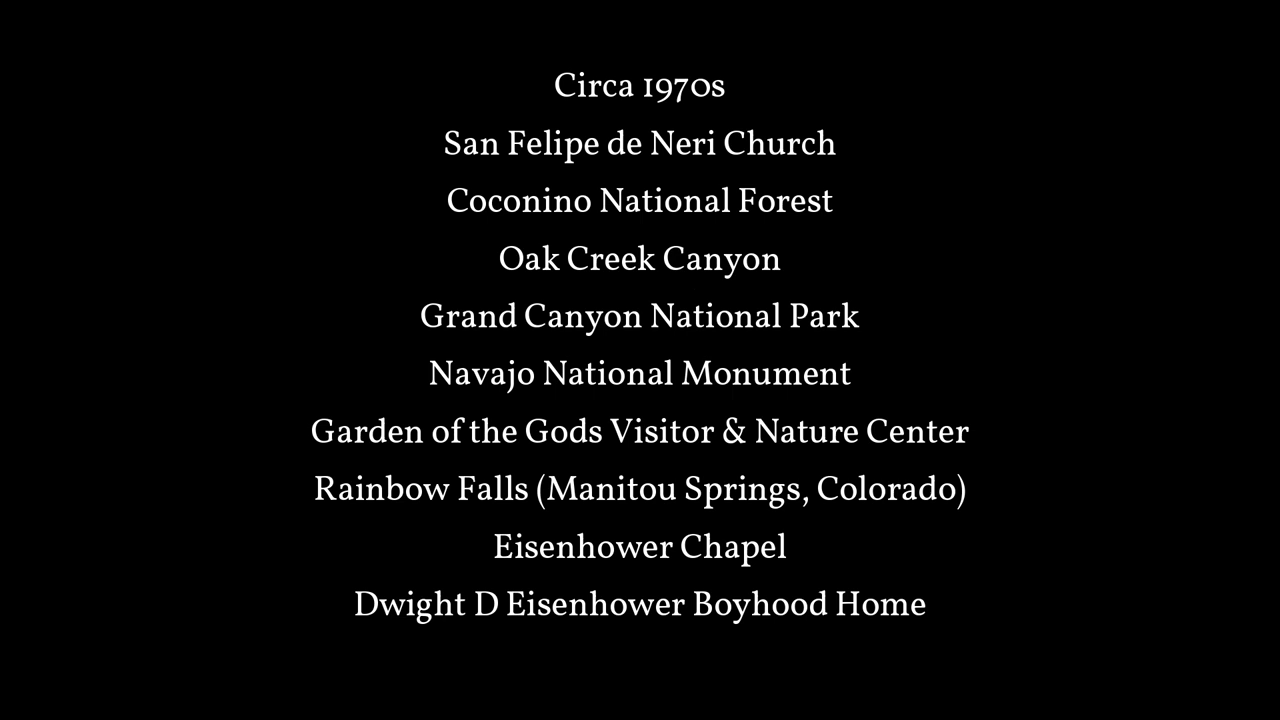 Circa 1970s
San Felipe de Neri Church
Coconino National Forest
Oak Creek Canyon
Grand Canyon National Park
Navajo National Monument
Garden of the Gods Visitor & Nature Center
Rainbow Falls (Manitou Springs, Colorado)
Eisenhower Chapel
Dwight D Eisenhower Boyhood Home